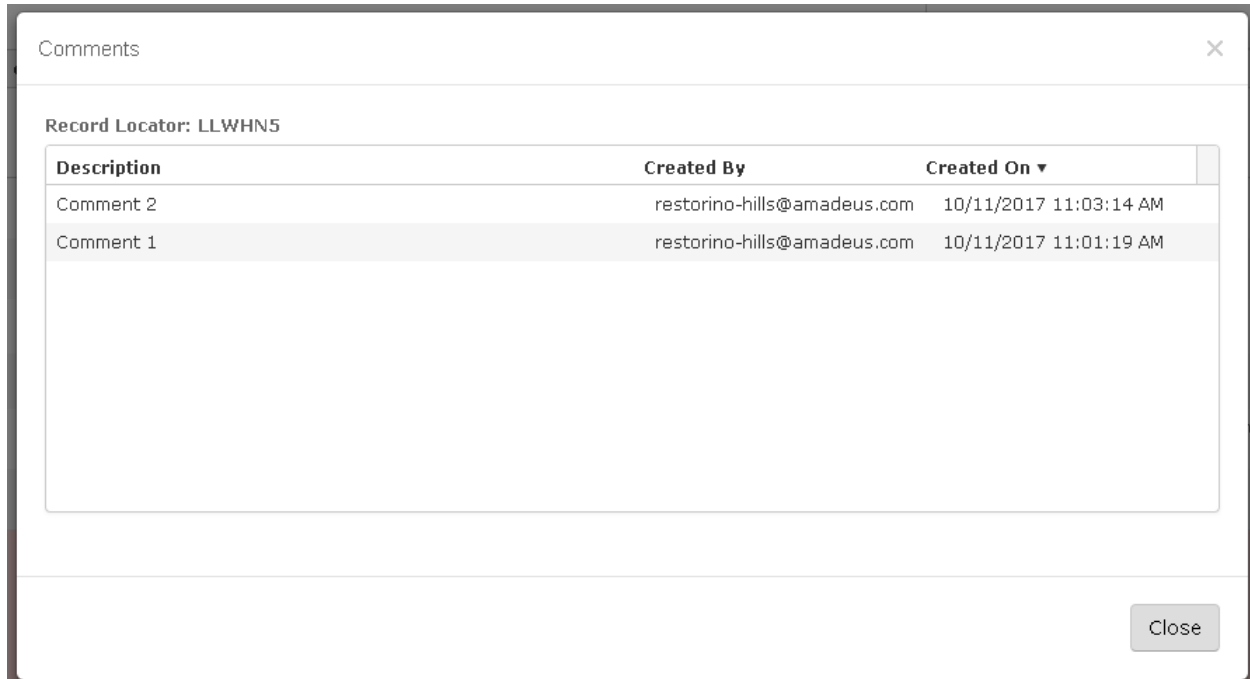 Comments ×
Record Locator: LLWHN5
Description Created By Created On ▼
Comment 2 restorino-hills@amadeus.com 10/11/2017 11:03:14 AM
Comment 1 restorino-hills@amadeus.com 10/11/2017 11:01:19 AM
Close